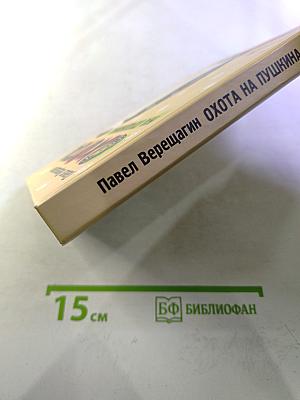 Павел Верещагин ОХОТА НА ПУШКИНА
15 см
БФ БИБЛИОФАН